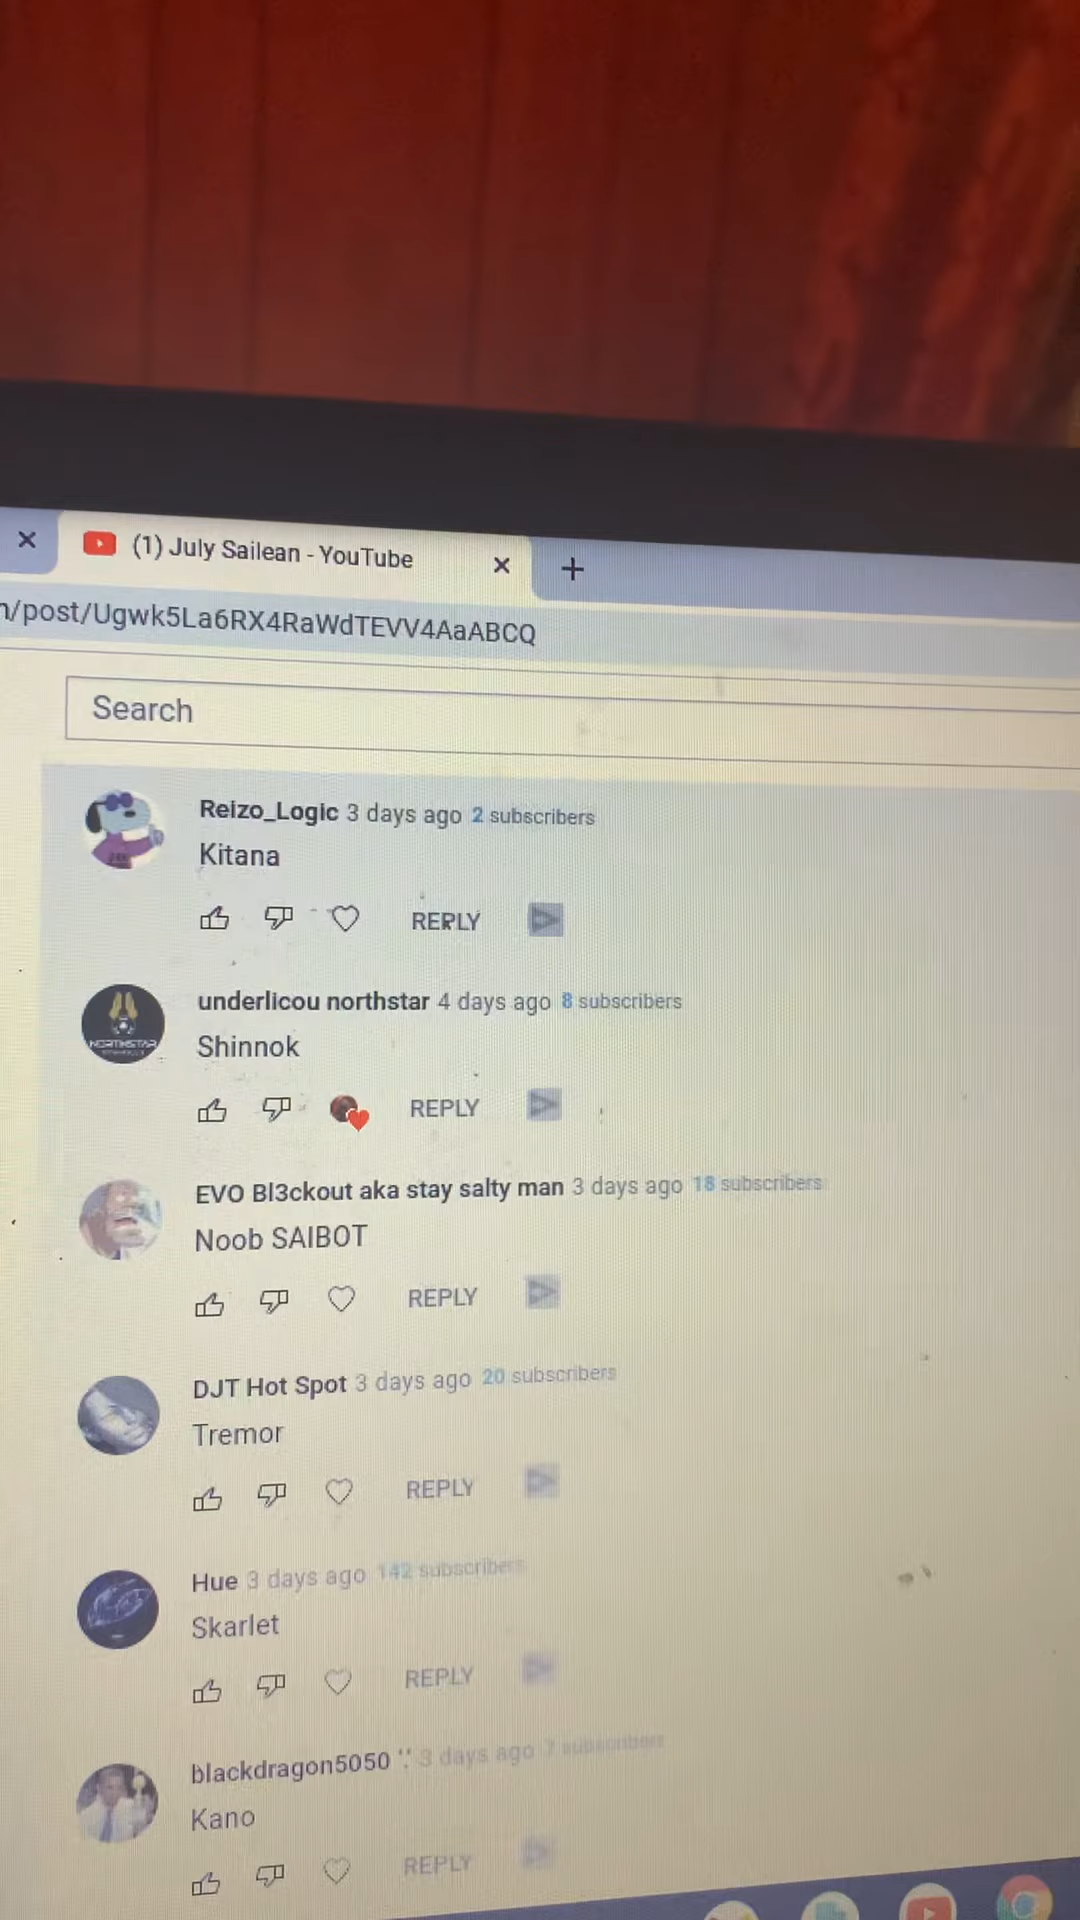 (1) July Sailean - YouTube
/post/Ugwk5La6RX4RaWdTEVV4AaABCQ
Search
Reizo_Logic 3 days ago 2 subscribers
Kitana
REPLY
underlicou northstar 4 days ago 8 subscribers
NORTHSTAR
Shinnok
REPLY
EVO Bl3ckout aka stay salty man 3 days ago 18 subscribers
Noob SAIBOT
REPLY
DJT Hot Spot 3 days ago 20 subscribers
Tremor
REPLY
Hue 3 days ago 142 subscribers
Skarlet
REPLY
blackdragon5050 3 days ago 7 subscribers
Kano
REPLY